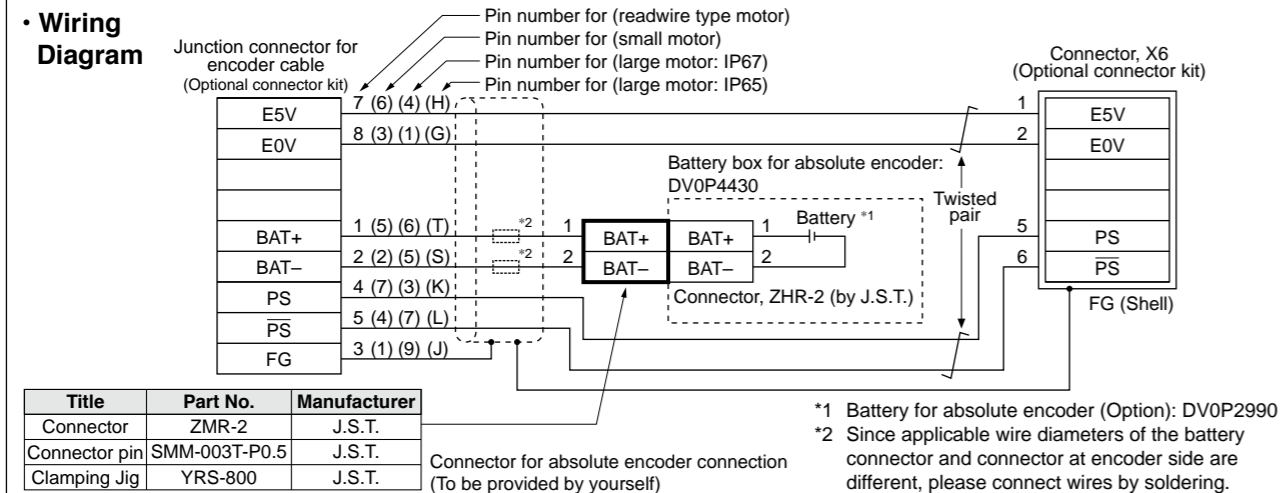 · Wiring
Diagram
Pin number for (readwire type motor)
Pin number for (small motor)
Pin number for (large motor: IP67)
Pin number for (large motor: IP65)
Junction connector for
encoder cable
(Optional connector kit)
Connector, X6
(Optional connector kit)
E5V 7 (6) (4) (H) 1 E5V
E0V 8 (3) (1) (G) 2 E0V
Battery box for absolute encoder:
DV0P4430
Twisted
pair
BAT+ 1 (5) (6) (T) *2 1 BAT+ BAT+ 1 Battery *1 5 PS
BAT– 2 (2) (5) (S) *2 2 BAT– BAT– 2 6 PS
PS 4 (7) (3) (K)
Connector, ZHR-2 (by J.S.T.)
FG (Shell)
PS 5 (4) (7) (L)
FG 3 (1) (9) (J)
Title Part No. Manufacturer
Connector ZMR-2 J.S.T.
Connector pin SMM-003T-P0.5 J.S.T.
Clamping Jig YRS-800 J.S.T.
Connector for absolute encoder connection
(To be provided by yourself)
*1 Battery for absolute encoder (Option): DV0P2990
*2 Since applicable wire diameters of the battery
connector and connector at encoder side are
different, please connect wires by soldering.